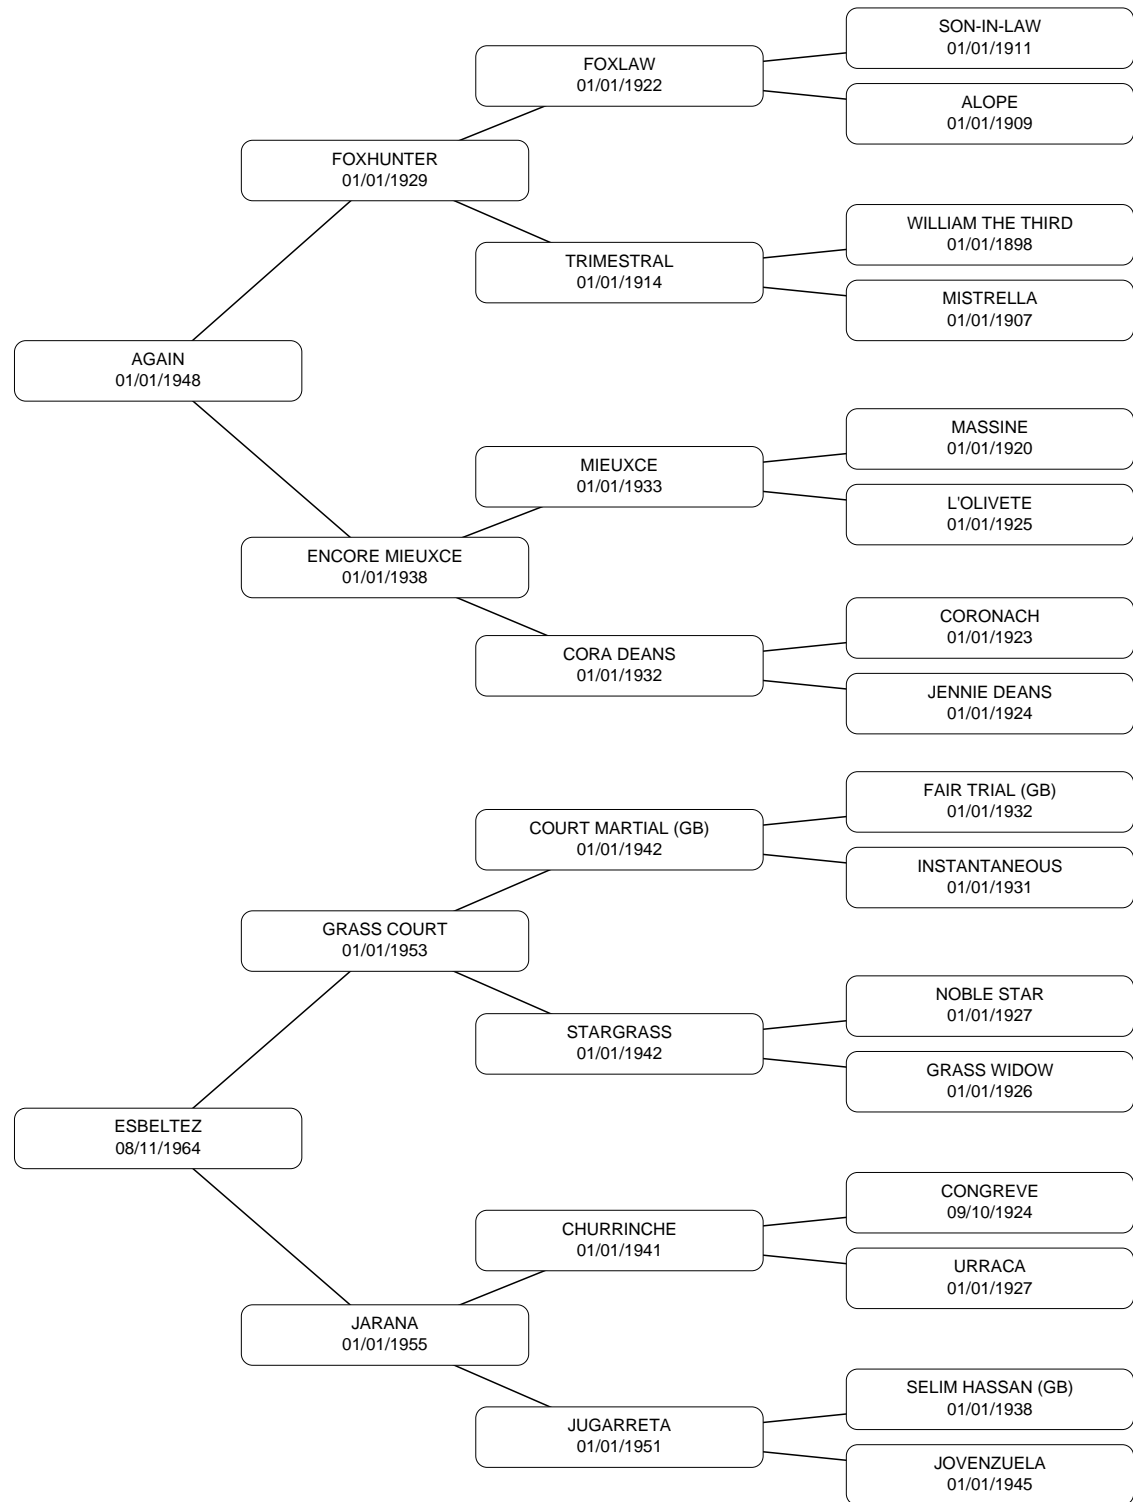 SON-IN-LAW
01/01/1911
FOXLAW
01/01/1922
ALOPE
01/01/1909
FOXHUNTER
01/01/1929
WILLIAM THE THIRD
01/01/1898
TRIMESTRAL
01/01/1914
MISTRELLA
01/01/1907
AGAIN
01/01/1948
MASSINE
01/01/1920
MIEUXCE
01/01/1933
L'OLIVETE
01/01/1925
ENCORE MIEUXCE
01/01/1938
CORONACH
01/01/1923
CORA DEANS
01/01/1932
JENNIE DEANS
01/01/1924
FAIR TRIAL (GB)
01/01/1932
COURT MARTIAL (GB)
01/01/1942
INSTANTANEOUS
01/01/1931
GRASS COURT
01/01/1953
NOBLE STAR
01/01/1927
STARGRASS
01/01/1942
GRASS WIDOW
01/01/1926
ESBELTEZ
08/11/1964
CONGREVE
09/10/1924
CHURRINCHE
01/01/1941
URRACA
01/01/1927
JARANA
01/01/1955
SELIM HASSAN (GB)
01/01/1938
JUGARRETA
01/01/1951
JOVENZUELA
01/01/1945